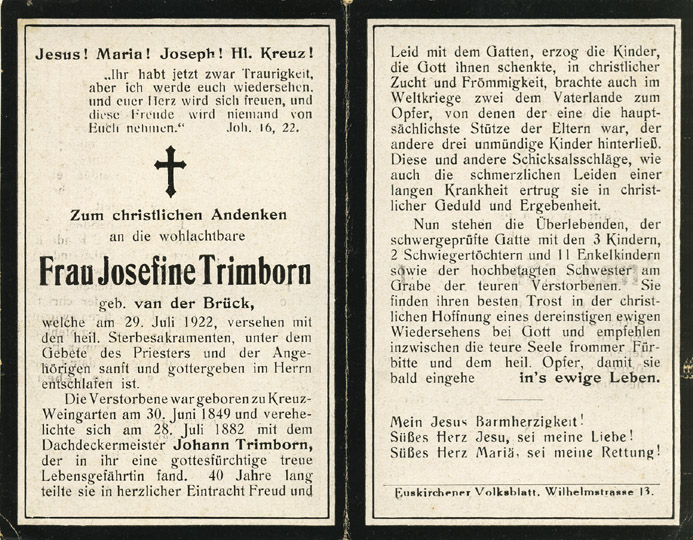 Jesus! Maria! Joseph! Hl. Kreuz!
„Ihr habt jetzt zwar Traurigkeit,
aber ich werde euch wiedersehen.
und euer Herz wird sich freuen, und
diese Freude wird niemand von
Euch nehmen.“ Joh. 16, 22.
Zum christlichen Andenken
an die wohlachtbare
Frau Josefine Trimborn
geb. van der Brück,
welche am 29. Juli 1922, versehen mit
den heil. Sterbesakramenten, unter dem
Gebete des Priesters und der Ange-
hörigen sanft und gottergeben im Herrn
entschlafen ist.
Die Verstorbene war geboren zu Kreuz-
Weingarten am 30. Juni 1849 und verehe-
lichte sich am 28. Juli 1882 mit dem
Dachdeckermeister Johann Trimborn,
der in ihr eine gottesfürchtige treue
Lebensgefährtin fand. 40 Jahre lang
teilte sie in herzlicher Eintracht Freud und
Leid mit dem Gatten, erzog die Kinder,
die Gott ihnen schenkte, in christlicher
Zucht und Frömmigkeit, brachte auch im
Weltkriege zwei dem Vaterlande zum
Opfer, von denen der eine die haupt-
sächlichste Stütze der Eltern war, der
andere drei unmündige Kinder hinterließ.
Diese und andere Schicksalsschläge, wie
auch die schmerzlichen Leiden einer
langen Krankheit ertrug sie in christ-
licher Geduld und Ergebenheit.
Nun stehen die Überlebenden, der
schwergeprüfte Gatte mit den 3 Kindern,
2 Schwiegertöchtern und 11 Enkelkindern
sowie der hochbetagten Schwester am
Grabe der teuren Verstorbenen. Sie
finden ihren besten Trost in der christ-
lichen Hoffnung eines dereinstigen ewigen
Wiedersehens bei Gott und empfehlen
inzwischen die teure Seele frommer Für-
bitte und dem heil. Opfer, damit sie
bald eingehe in's ewige Leben.
Mein Jesus Barmherzigkeit!
Süßes Herz Jesu, sei meine Liebe!
Süßes Herz Mariä, sei meine Rettung!
Euskirchener Volksblatt. Wilhelmstrasse 13.